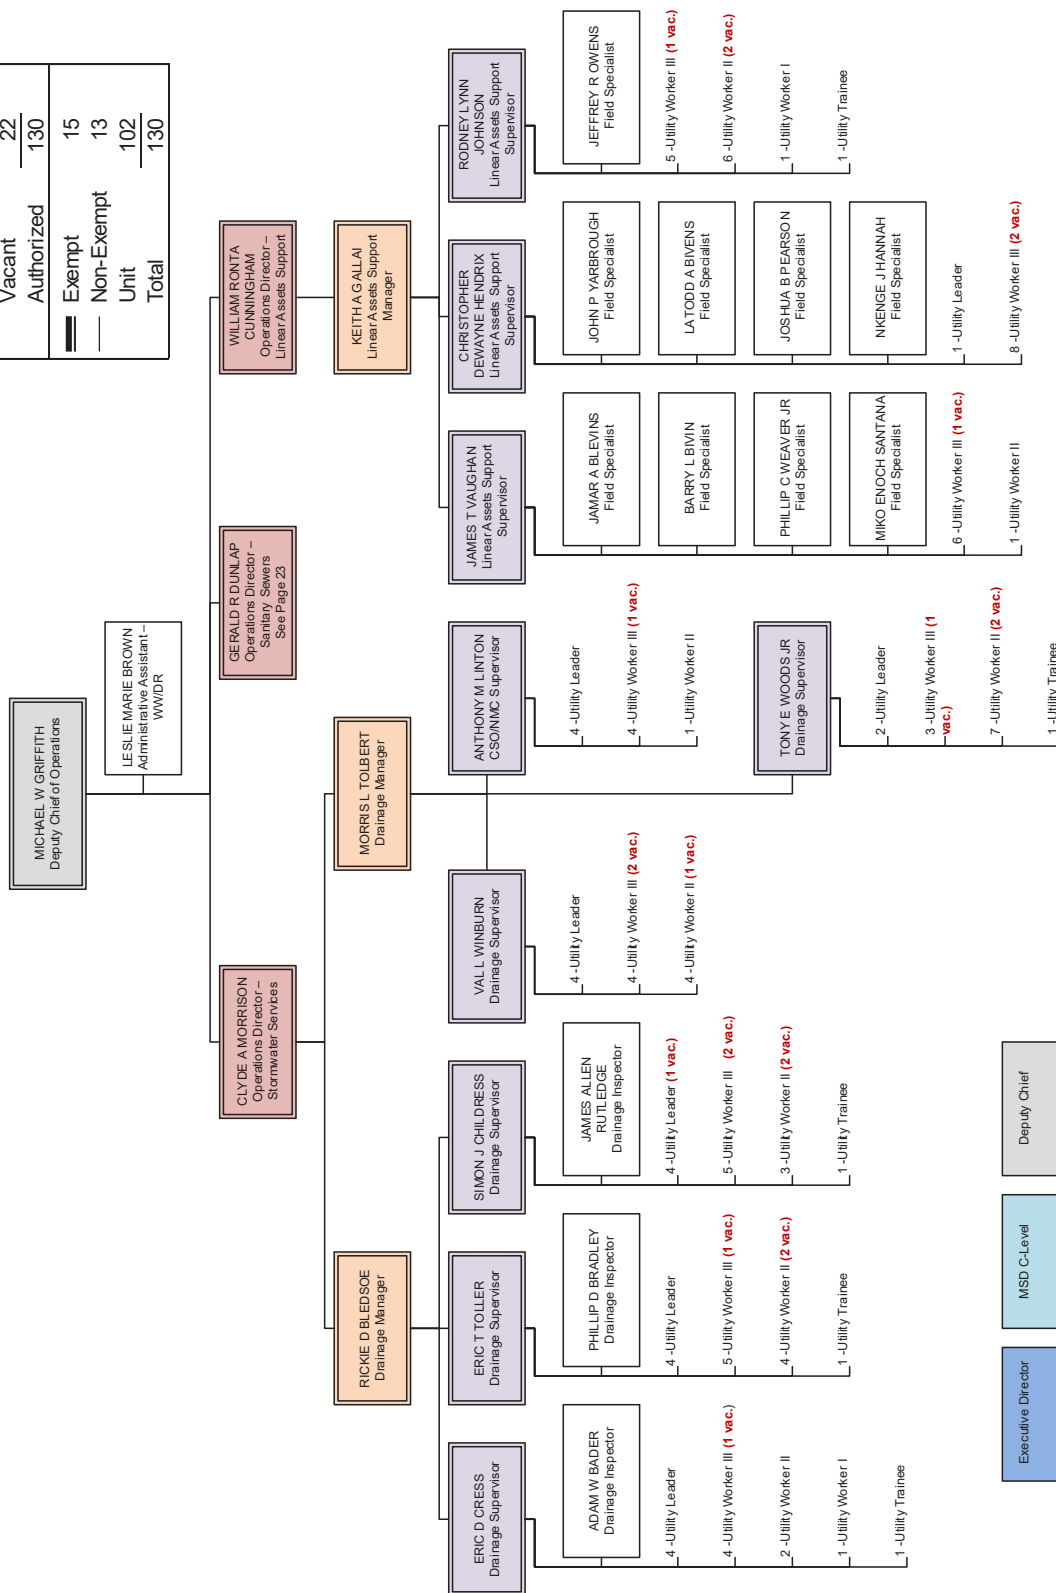 Vacant 22
Authorized 130
Exempt 15
Non-Exempt 13
Unit 102
Total 130
MICHAEL W GRIFFITH
Deputy Chief of Operations
LESLIE MARIE BROWN
Administrative Assistant –
WW/DR
CLYDE A MORRISON
Operations Director –
Stormwater Services
GERALD R DUNLAP
Operations Director –
Sanitary Sewers
See Page 23
WILLIAM RONTA
CUNNINGHAM
Operations Director –
Linear Assets Support
RICKIE D BLEDSOE
Drainage Manager
MORRIS L TOLBERT
Drainage Manager
KEITH A GALLAI
Linear Assets Support
Manager
ERIC D CRESS
Drainage Supervisor
ADAM W BADER
Drainage Inspector
4 -Utility Leader
4 -Utility Worker III (1 vac.)
2 -Utility Worker II
1 -Utility Worker I
1 -Utility Trainee
ERIC T TOLLER
Drainage Supervisor
PHILLIP D BRADLEY
Drainage Inspector
4 -Utility Leader
5 -Utility Worker III (1 vac.)
4 -Utility Worker II (2 vac.)
1 -Utility Trainee
SIMON J CHILDRESS
Drainage Supervisor
JAMES ALLEN
RUTLEDGE
Drainage Inspector
4 -Utility Leader (1 vac.)
5 -Utility Worker III (2 vac.)
3 -Utility Worker II (2 vac.)
1 -Utility Trainee
VAL L WINBURN
Drainage Supervisor
4 -Utility Leader
4 -Utility Worker III (2 vac.)
4 -Utility Worker II (1 vac.)
ANTHONY M LINTON
CSO/NMC Supervisor
4 -Utility Leader
4 -Utility Worker III (1 vac.)
1 -Utility Worker II
TONY E WOODS JR
Drainage Supervisor
2 -Utility Leader
3 -Utility Worker III (1
vac.)
7 -Utility Worker II (2 vac.)
1 -Utility Trainee
JAMES T VAUGHAN
Linear Assets Support
Supervisor
JAMAR A BLEVINS
Field Specialist
BARRY L BIVIN
Field Specialist
PHILLIP C WEAVER JR
Field Specialist
MIKO ENOCH SANTANA
Field Specialist
6 -Utility Worker III (1 vac.)
1 -Utility Worker II
CHRISTOPHER
DEWAYNE HENDRIX
Linear Assets Support
Supervisor
JOHN P YARBROUGH
Field Specialist
LATODD A BIVENS
Field Specialist
JOSHUA B PEARSON
Field Specialist
NKENGE J HANNAH
Field Specialist
1 -Utility Leader
8 -Utility Worker III (2 vac.)
RODNEY LYNN
JOHNSON
Linear Assets Support
Supervisor
JEFFREY R OWENS
Field Specialist
5 -Utility Worker III (1 vac.)
6 -Utility Worker II (2 vac.)
1 -Utility Worker I
1 -Utility Trainee
Executive Director
MSD C-Level
Deputy Chief